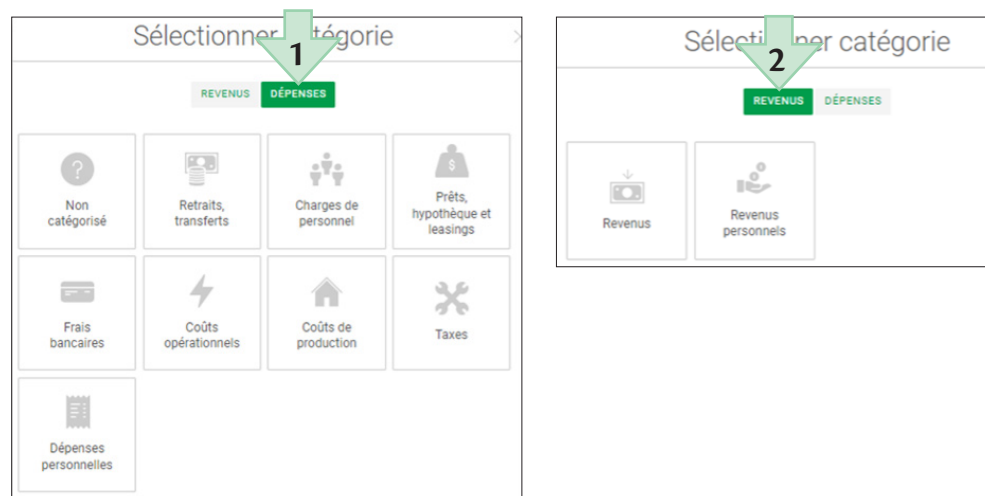 Sélectionner catégorie
1
REVENUS DÉPENSES
?
$
Non
catégorisé
Retraits,
transferts
Charges de
personnel
Prêts,
hypothèque et
leasings
Frais
bancaires
Coûts
opérationnels
Coûts de
production
Taxes
Dépenses
personnelles
Sélectionner catégorie
2
REVENUS DÉPENSES
Revenus
Revenus
personnels